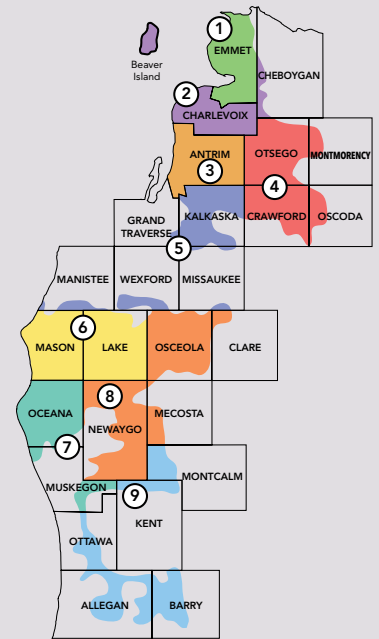 1
EMMET
Beaver
Island
CHEBOYGAN
2
CHARLEVOIX
ANTRIM
OTSEGO
MONTMORENCY
3
4
KALKASKA
CRAWFORD
OSCODA
GRAND
TRAVERSE
5
MANISTEE
WEXFORD
MISSAUKEE
6
MASON
LAKE
OSCEOLA
CLARE
8
OCEANA
NEWAYGO
MECOSTA
7
MONTCALM
MUSKEGON
9
KENT
OTTAWA
ALLEGAN
BARRY